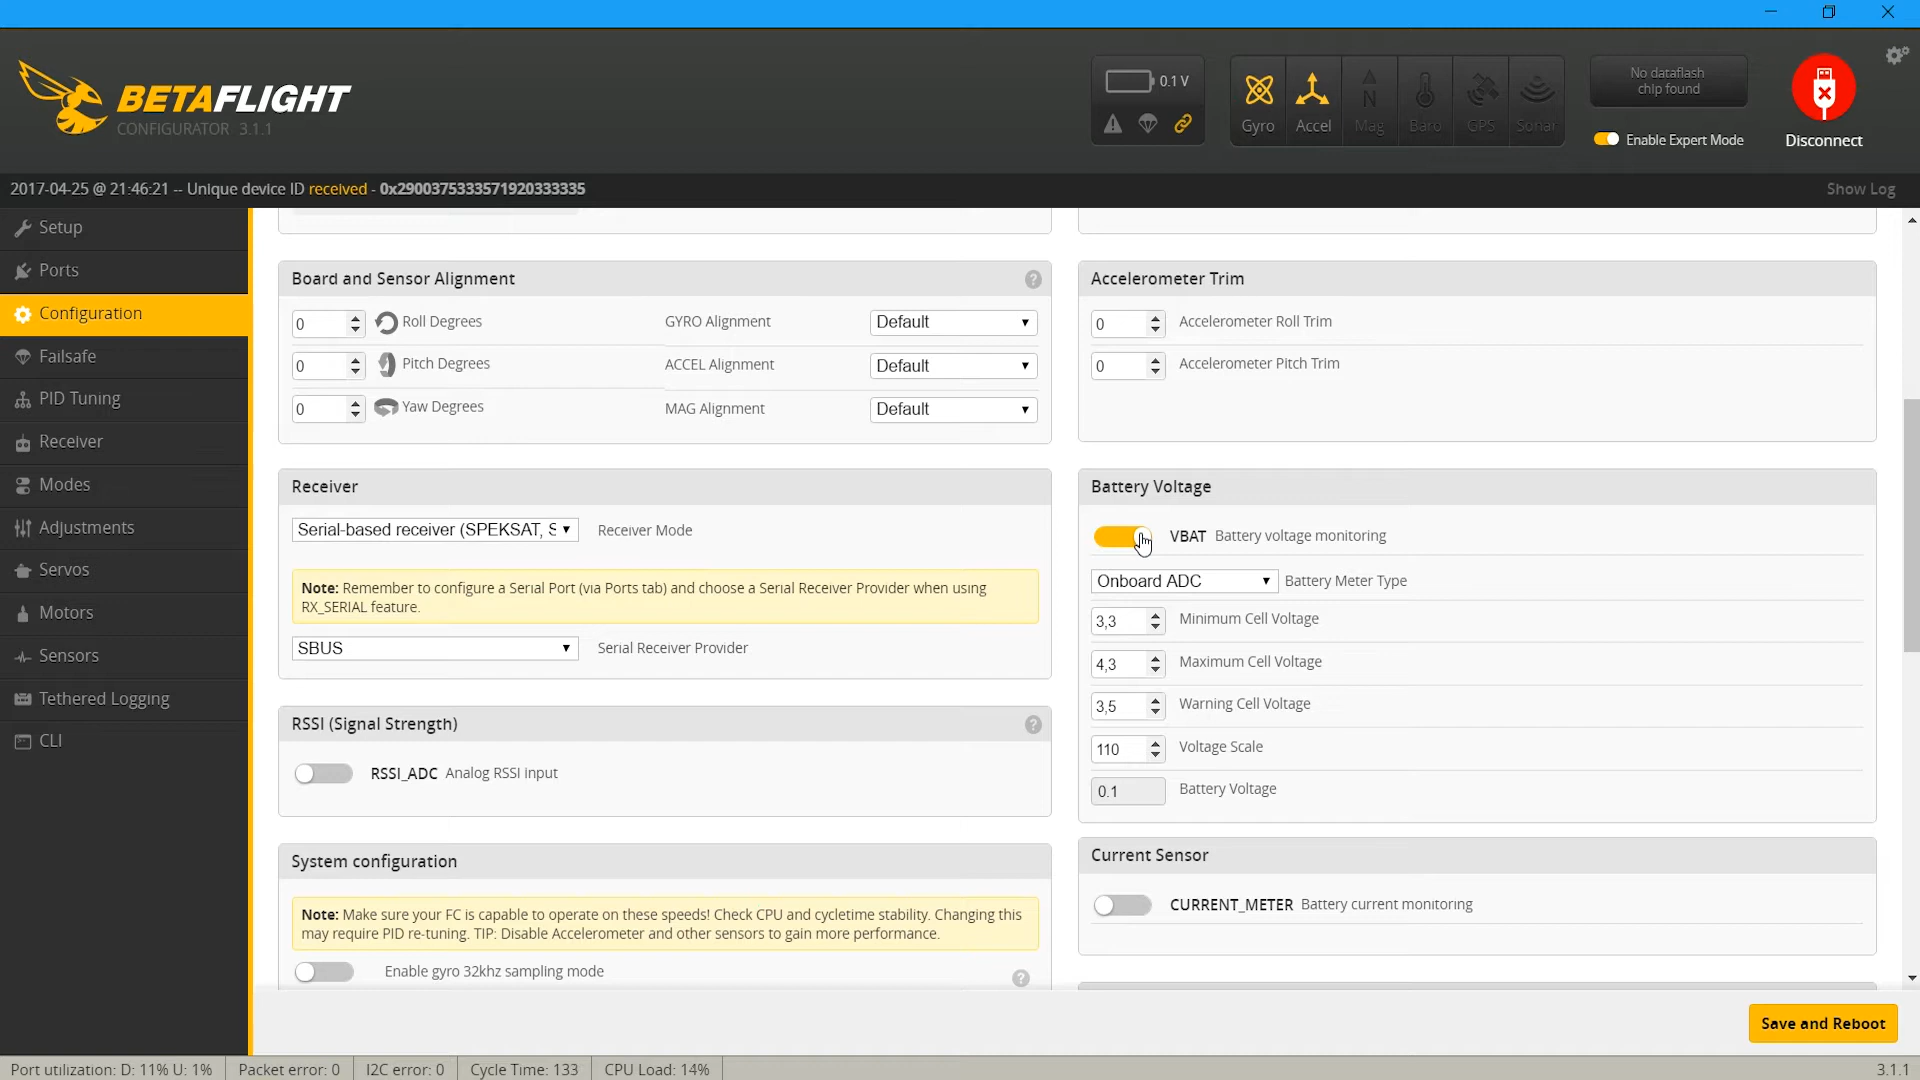 BETAFLIGHT
CONFIGURATOR 3.1.1
0.1 V
Gyro Accel Mag Baro GPS Sonar
No dataflash
chip found
Enable Expert Mode
Disconnect
2017-04-25 @ 21:46:21 -- Unique device ID received - 0x2900375333571920333335
Show Log
Setup
Ports
Configuration
Failsafe
PID Tuning
Receiver
Modes
Adjustments
Servos
Motors
Sensors
Tethered Logging
CLI
Board and Sensor Alignment
0 Roll Degrees GYRO Alignment Default
0 Pitch Degrees ACCEL Alignment Default
0 Yaw Degrees MAG Alignment Default
Accelerometer Trim
0 Accelerometer Roll Trim
0 Accelerometer Pitch Trim
Receiver
Serial-based receiver (SPEKSAT, S Receiver Mode
Note: Remember to configure a Serial Port (via Ports tab) and choose a Serial Receiver Provider when using
RX_SERIAL feature.
SBUS Serial Receiver Provider
Battery Voltage
VBAT Battery voltage monitoring
Onboard ADC Battery Meter Type
3,3 Minimum Cell Voltage
4,3 Maximum Cell Voltage
3,5 Warning Cell Voltage
110 Voltage Scale
0.1 Battery Voltage
RSSI (Signal Strength)
RSSI_ADC Analog RSSI input
System configuration
Note: Make sure your FC is capable to operate on these speeds! Check CPU and cycletime stability. Changing this
may require PID re-tuning. TIP: Disable Accelerometer and other sensors to gain more performance.
Enable gyro 32khz sampling mode
Current Sensor
CURRENT_METER Battery current monitoring
Save and Reboot
Port utilization: D: 11% U: 1% Packet error: 0 I2C error: 0 Cycle Time: 133 CPU Load: 14% 3.1.1